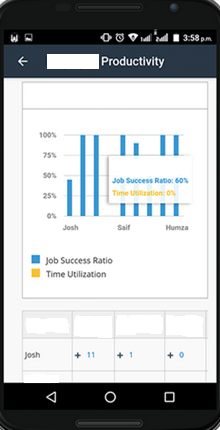 3:58 p.m.
Productivity
100%
75%
50%
25%
0%
Job Success Ratio: 60%
Time Utilization: 0%
Josh Saif Humza
Job Success Ratio
Time Utilization
Josh + 11 + 1 + 0